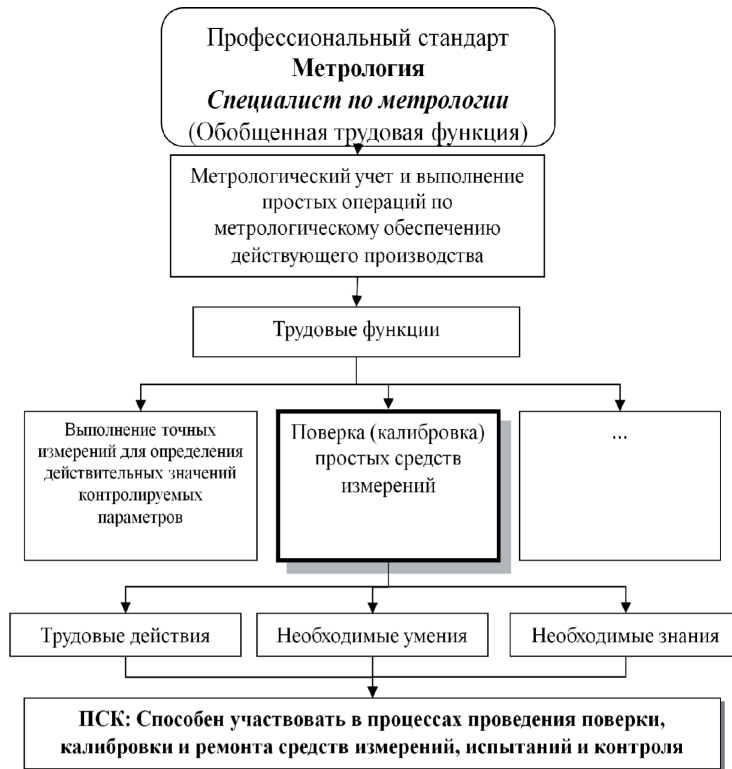 Профессиональный стандарт
Метрология
Специалист по метрологии
(Обобщенная трудовая функция)
Метрологический учет и выполнение
простых операций по
метрологическому обеспечению
действующего производства
Трудовые функции
Выполнение точных
измерений для определения
действительных значений
контролируемых
параметров
Поверка (калибровка)
простых средств
измерений
...
Трудовые действия
Необходимые умения
Необходимые знания
ПСК: Способен участвовать в процессах проведения поверки,
калибровки и ремонта средств измерений, испытаний и контроля